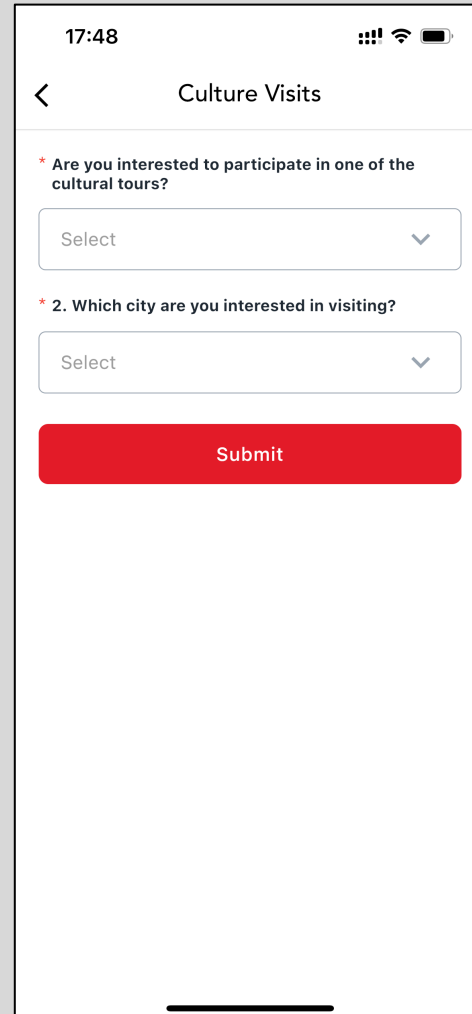 17:48
Culture Visits
* Are you interested to participate in one of the
cultural tours?
Select
* 2. Which city are you interested in visiting?
Select
Submit